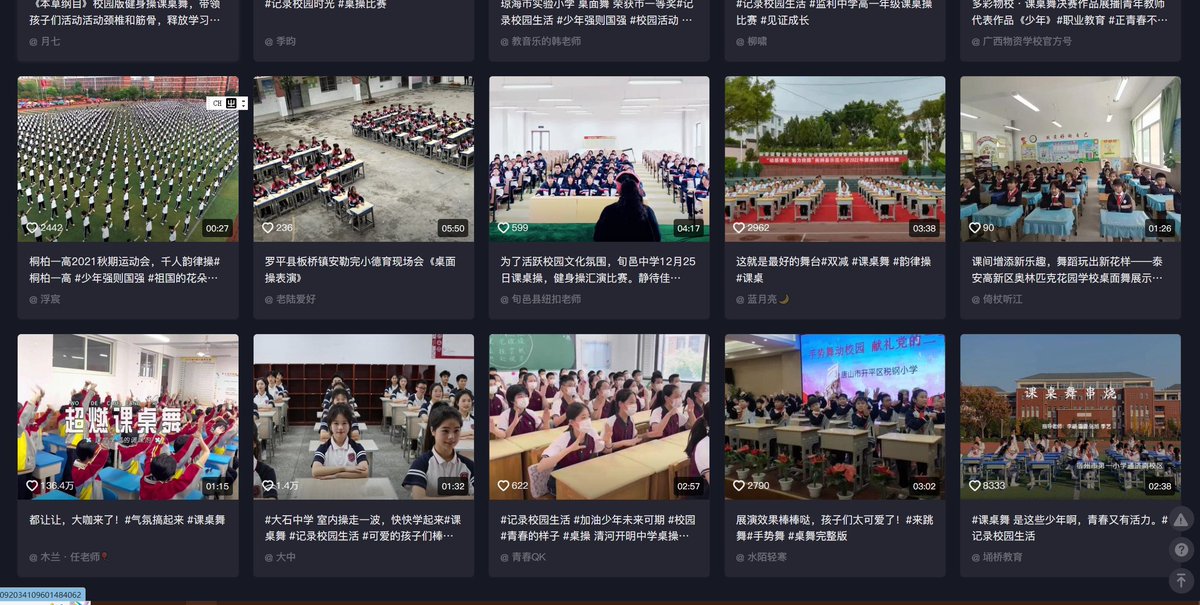 《本草纲目》校园版健身操课桌舞，带领
孩子们活动活动颈椎和筋骨，释放学习…
@ 月七
#记录校园时光 #桌操比赛
@ 季昀
琼海市实验小学 桌面舞 荣获市一等奖#记
录校园生活 #少年强则国强 #校园活动 …
@ 教音乐的韩老师
#记录校园生活 #监利中学高一年级课桌操
比赛 #见证成长
@ 柳啸
多彩物校·课桌舞决赛作品展播|青年教师
代表作品《少年》#职业教育 #正青春不…
@ 广西物资学校官方号
CH
2442
00:27
桐柏一高2021秋期运动会，千人韵律操#
桐柏一高 #少年强则国强 #祖国的花朵…
@ 浮宸
236
05:50
罗平县板桥镇安勒完小德育现场会《桌面
操表演》
@ 老陆爱好
599
04:17
为了活跃校园文化氛围，旬邑中学12月25
日课桌操，健身操汇演比赛。静待佳…
@ 旬邑县纽扣老师
2962
03:38
这就是最好的舞台#双减 #课桌舞 #韵律操
#课桌
@ 蓝月亮🌙
90
01:26
课间增添新乐趣，舞蹈玩出新花样——泰
安高新区奥林匹克花园学校桌面舞展示…
@ 倚杖听江
超燃课桌舞
136.4万
01:15
都让让，大咖来了！#气氛搞起来 #课桌舞
@ 木兰·任老师🌹
1.4万
01:32
#大石中学 室内操走一波，快快学起来#课
桌舞 #记录校园生活 #可爱的孩子们棒…
@ 大中
622
02:57
#记录校园生活 #加油少年未来可期 #校园
#青春的样子 #桌操 清河开明中学桌操…
@ 青春QK
手势舞动校园 献礼党的二
唐山市开平区税钢小学
2790
03:02
展演效果棒棒哒，孩子们太可爱了！#来跳
舞#手势舞 #桌舞完整版
@ 水陌轻寒
课桌舞串烧
宿州市第一小学通济南校区
8333
02:38
#课桌舞 是这些少年啊，青春又有活力。#
记录校园生活
@ 埇桥教育
092034109601484062